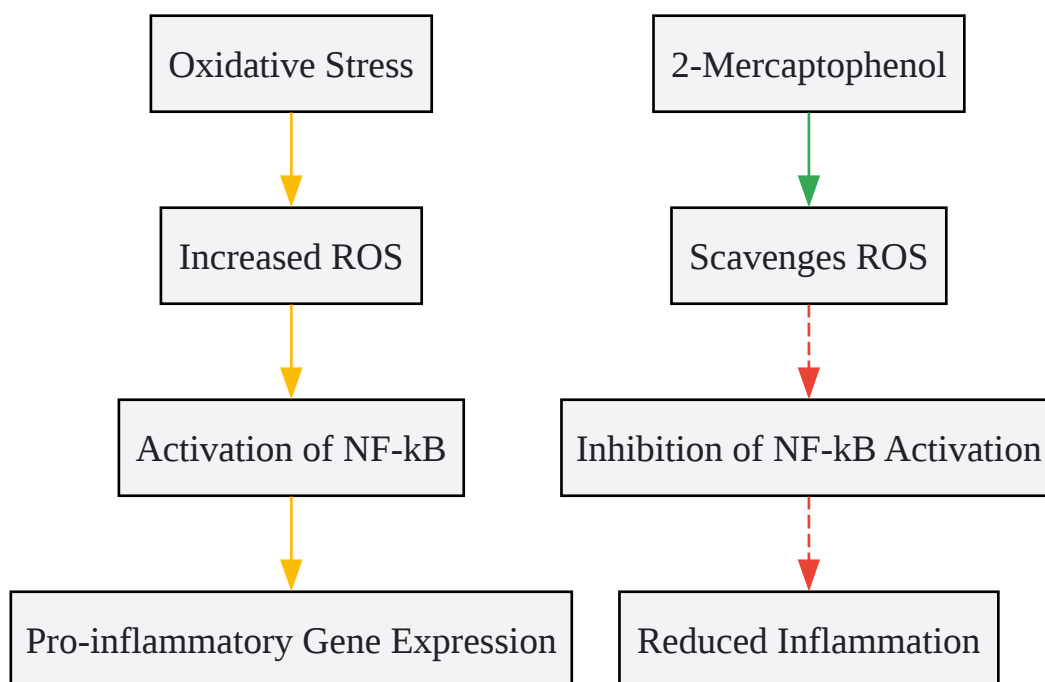 Oxidative Stress
2-Mercaptophenol
Increased ROS
Scavenges ROS
Activation of NF-kB
Inhibition of NF-kB Activation
Pro-inflammatory Gene Expression
Reduced Inflammation